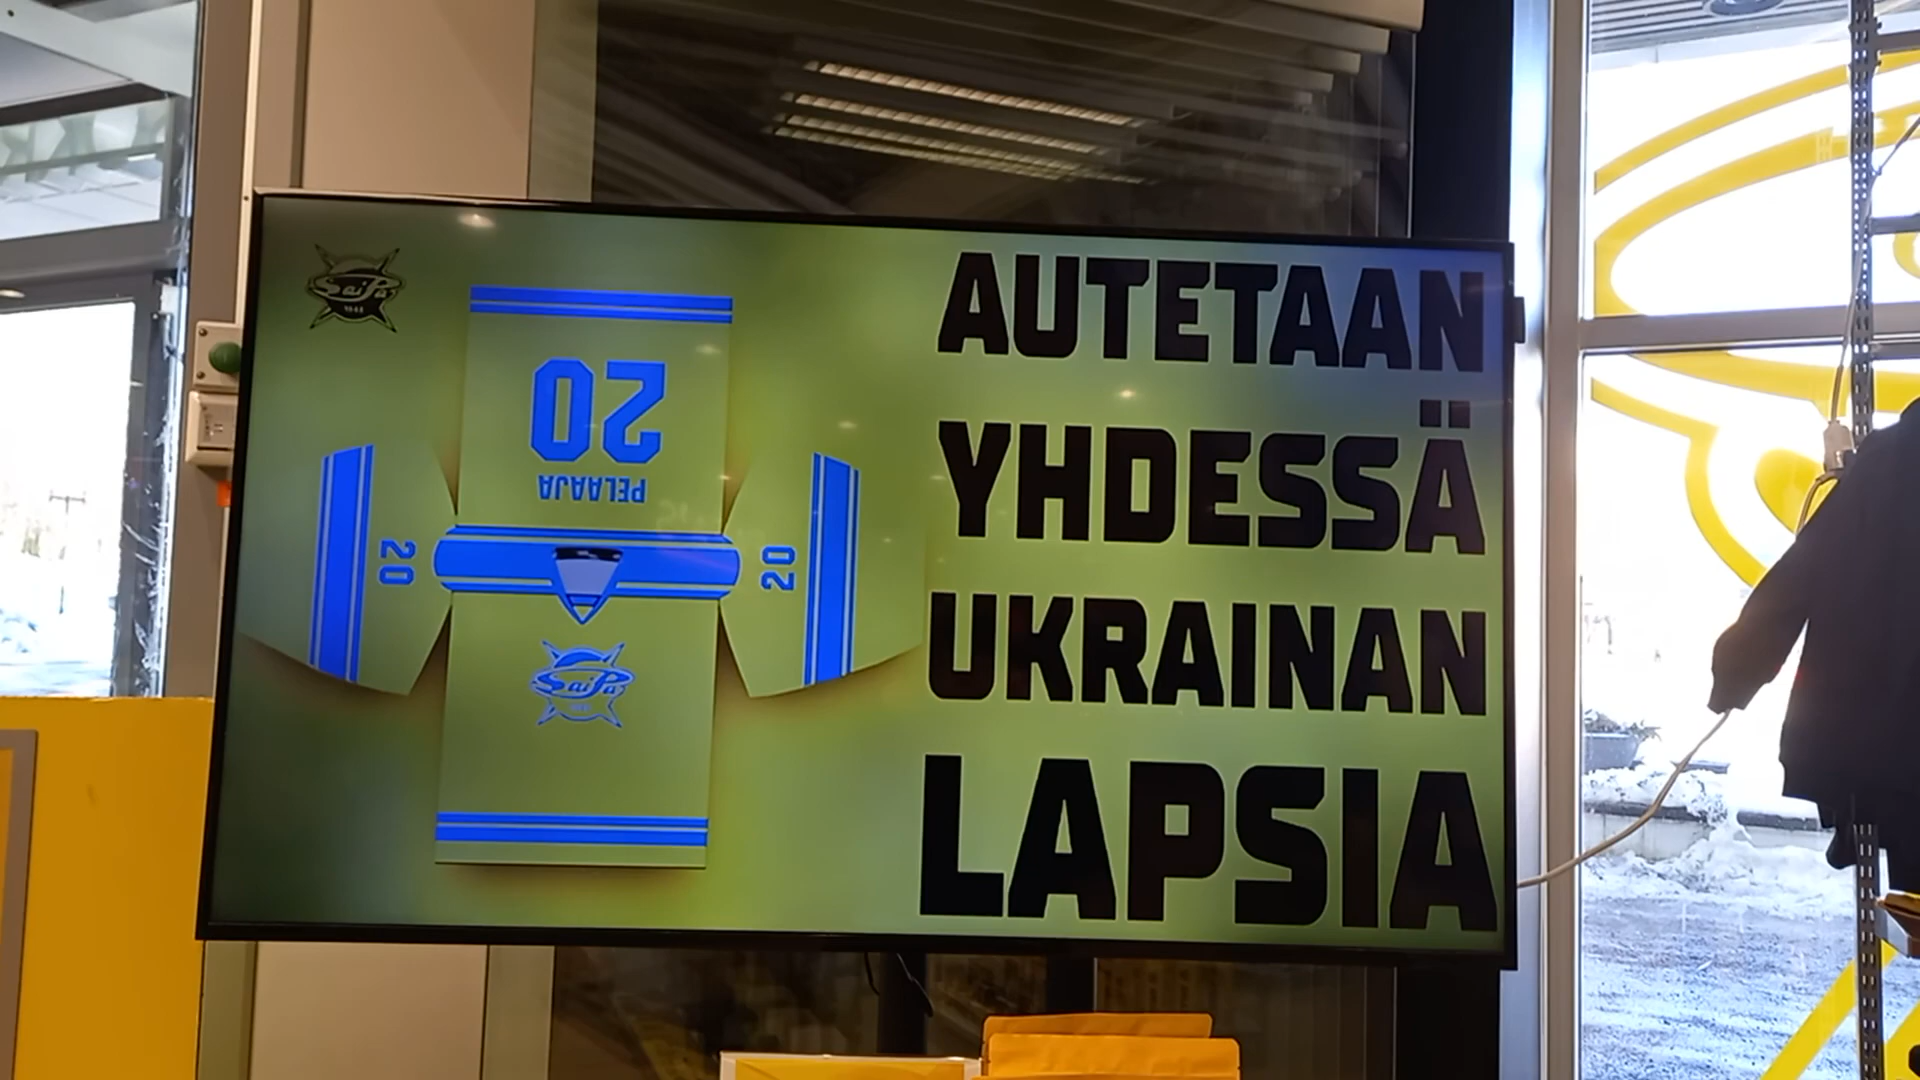 SaiPa
AUTETAAN
YHDESSÄ
UKRAINAN
LAPSIA
20
PELAAJA
20
20
SaiPa